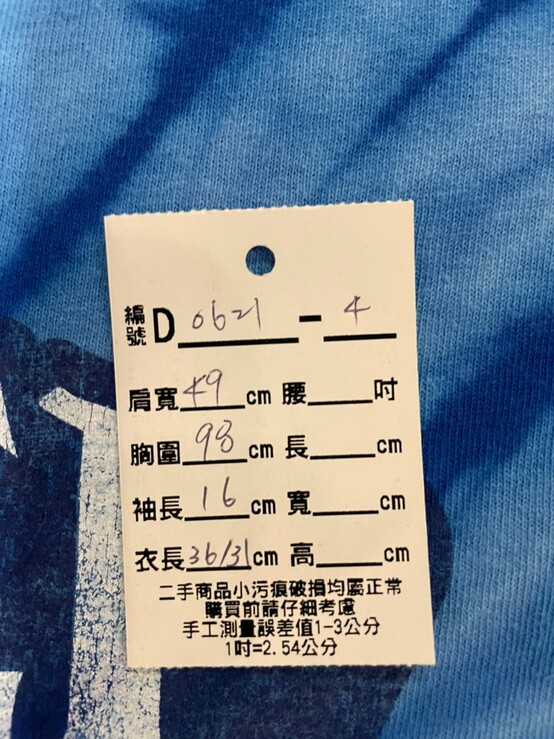 編號 D 0621 - 4
肩寬 49 cm 腰 吋
胸圍 98 cm 長 cm
袖長 16 cm 寬 cm
衣長 36/31 cm 高 cm
二手商品小污痕破損均屬正常
購買前請仔細考慮
手工測量誤差值1-3公分
1吋=2.54公分